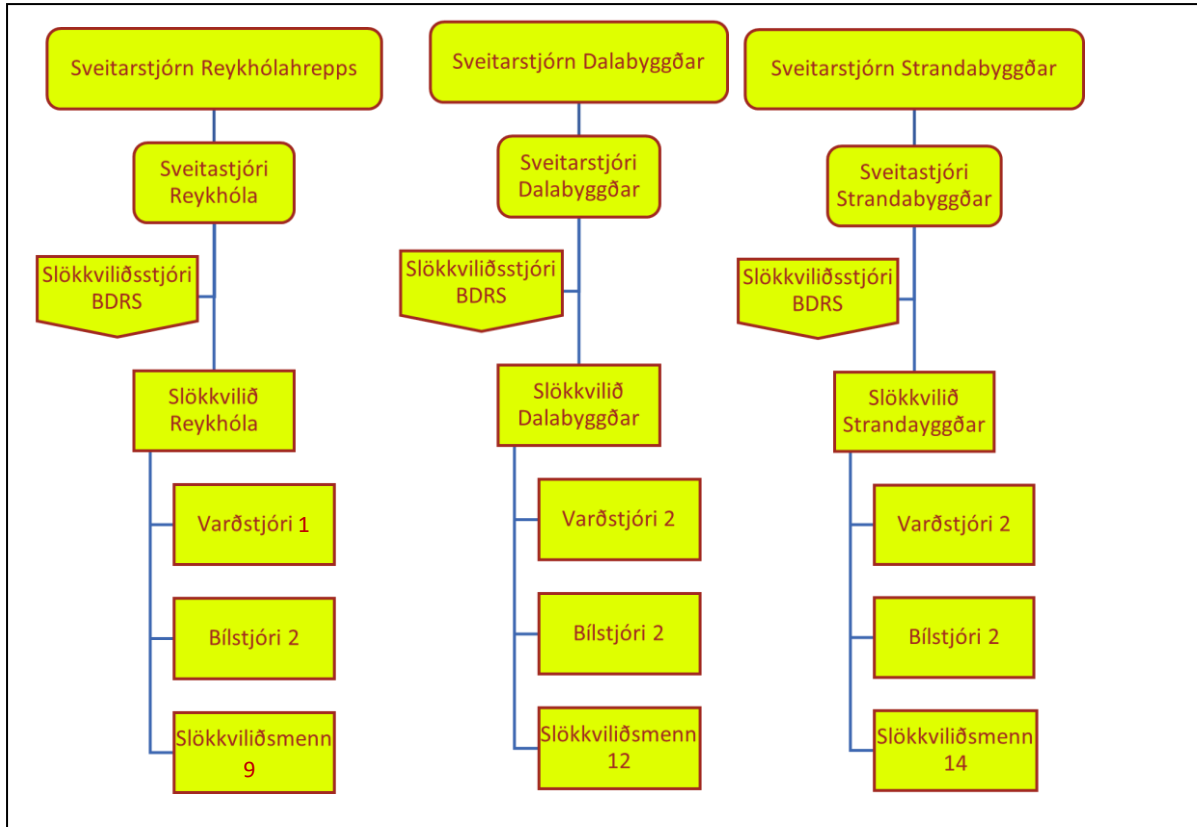 Sveitarstjórn Reykhólahrepps
Sveitastjóri
Reykhóla
Slökkviliðsstjóri
BDRS
Slökkvilið
Reykhóla
Varðstjóri 1
Bílstjóri 2
Slökkviliðsmenn
9
Sveitarstjórn Dalabyggðar
Sveitarstjóri
Dalabyggðar
Slökkviliðsstjóri
BDRS
Slökkvilið
Dalabyggðar
Varðstjóri 2
Bílstjóri 2
Slökkviliðsmenn
12
Sveitarstjórn Strandabyggðar
Sveitastjóri
Strandabyggðar
Slökkviliðsstjóri
BDRS
Slökkvilið
Strandayggðar
Varðstjóri 2
Bílstjóri 2
Slökkviliðsmenn
14